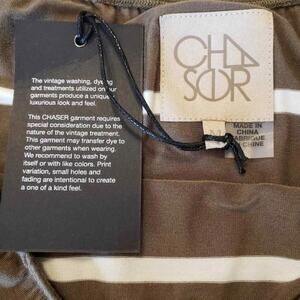 The vintage washing, dyeing
and treatments utilized on our
garments produce a unique,
luxurious look and feel.
This CHASER garment requires
special consideration due to the
nature of the vintage treatment.
This garment may transfer dye to
other garments when wearing.
We recommend to wash by
itself or with like colors. Print
variation, small holes and
fading are intentional to create
a one of a kind feel.
CHASER
M
MADE IN
CHINA
FABRIQUE
EN CHINE